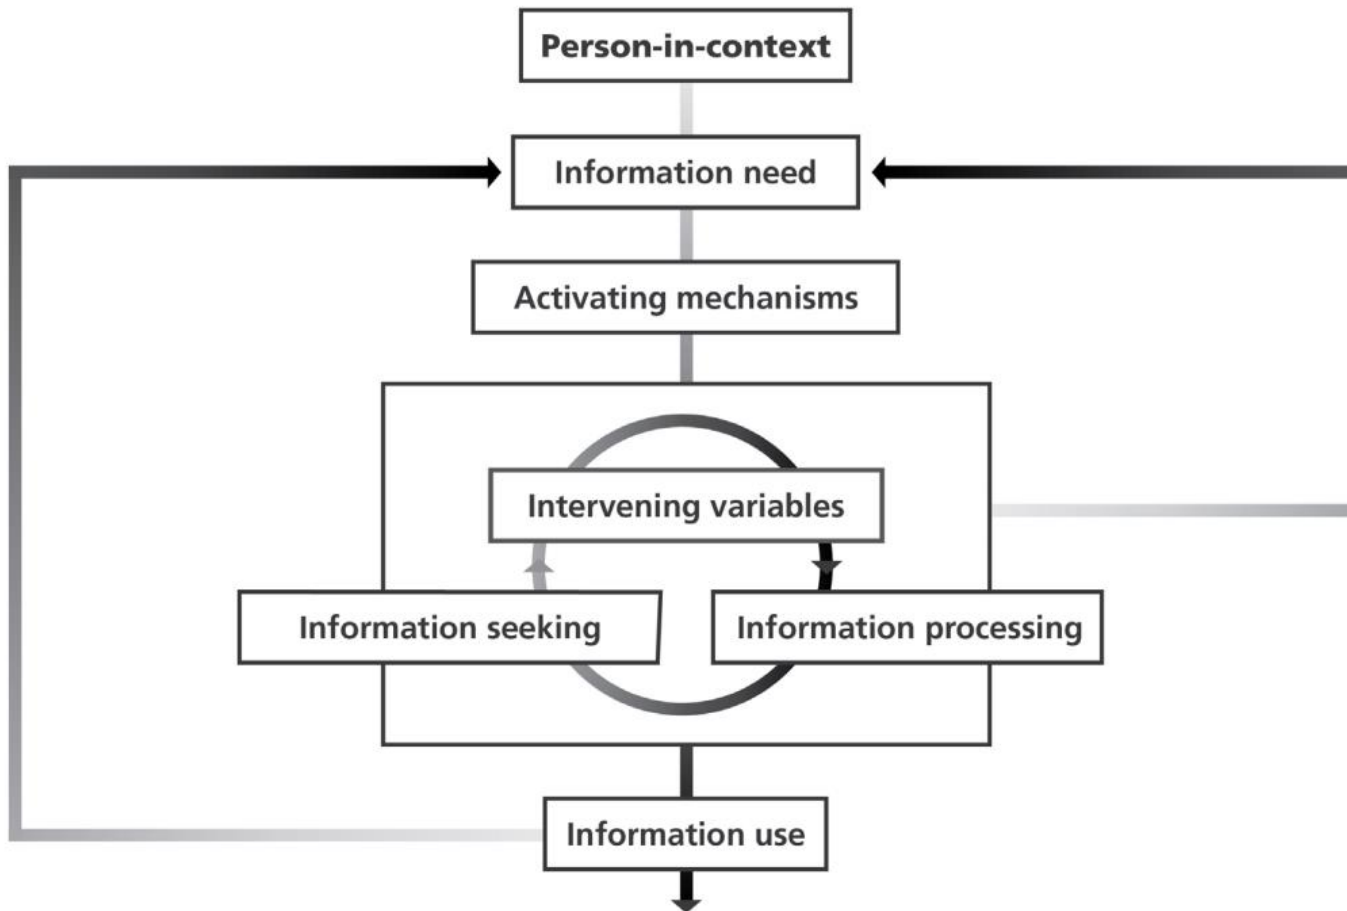 Person-in-context
Information need
Activating mechanisms
Intervening variables
Information seeking
Information processing
Information use